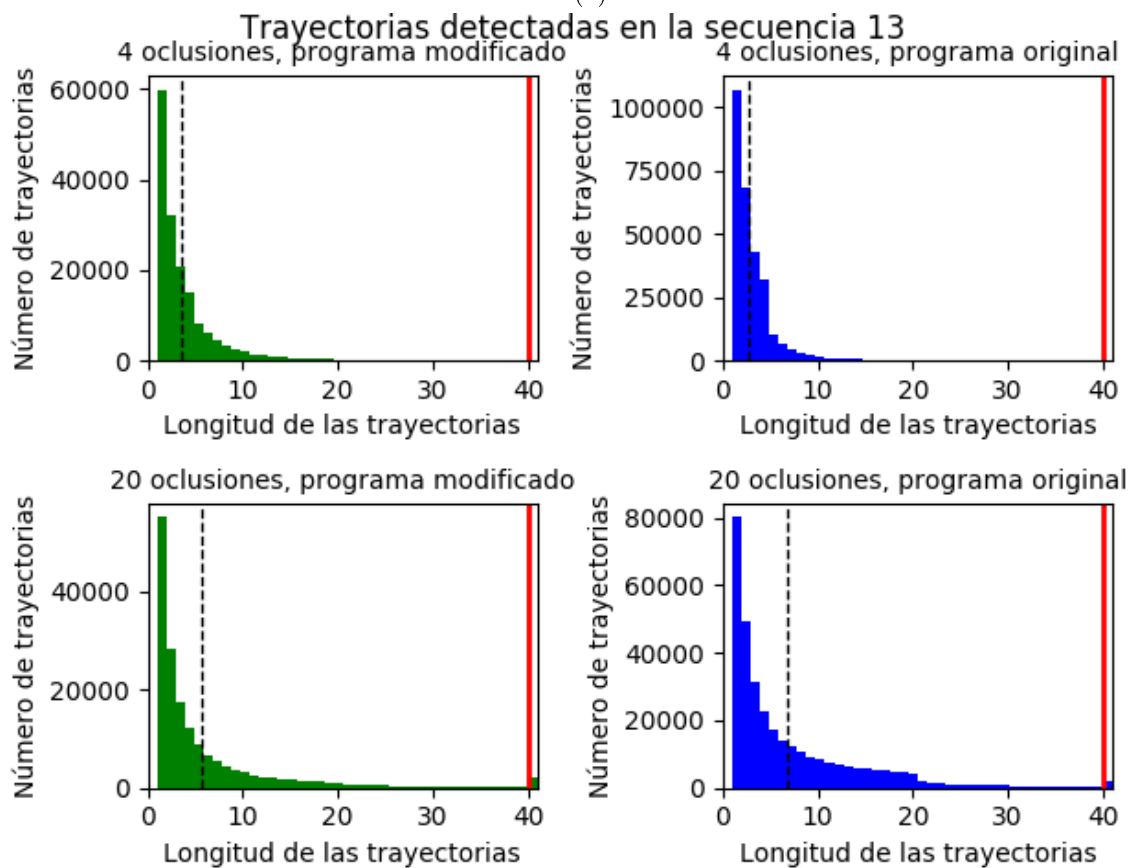 Trayectorias detectadas en la secuencia 13
4 oclusiones, programa modificado
Número de trayectorias
60000
40000
20000
0
0 10 20 30 40
Longitud de las trayectorias
4 oclusiones, programa original
Número de trayectorias
100000
75000
50000
25000
0
0 10 20 30 40
Longitud de las trayectorias
20 oclusiones, programa modificado
Número de trayectorias
40000
20000
0
0 10 20 30 40
Longitud de las trayectorias
20 oclusiones, programa original
Número de trayectorias
80000
60000
40000
20000
0
0 10 20 30 40
Longitud de las trayectorias